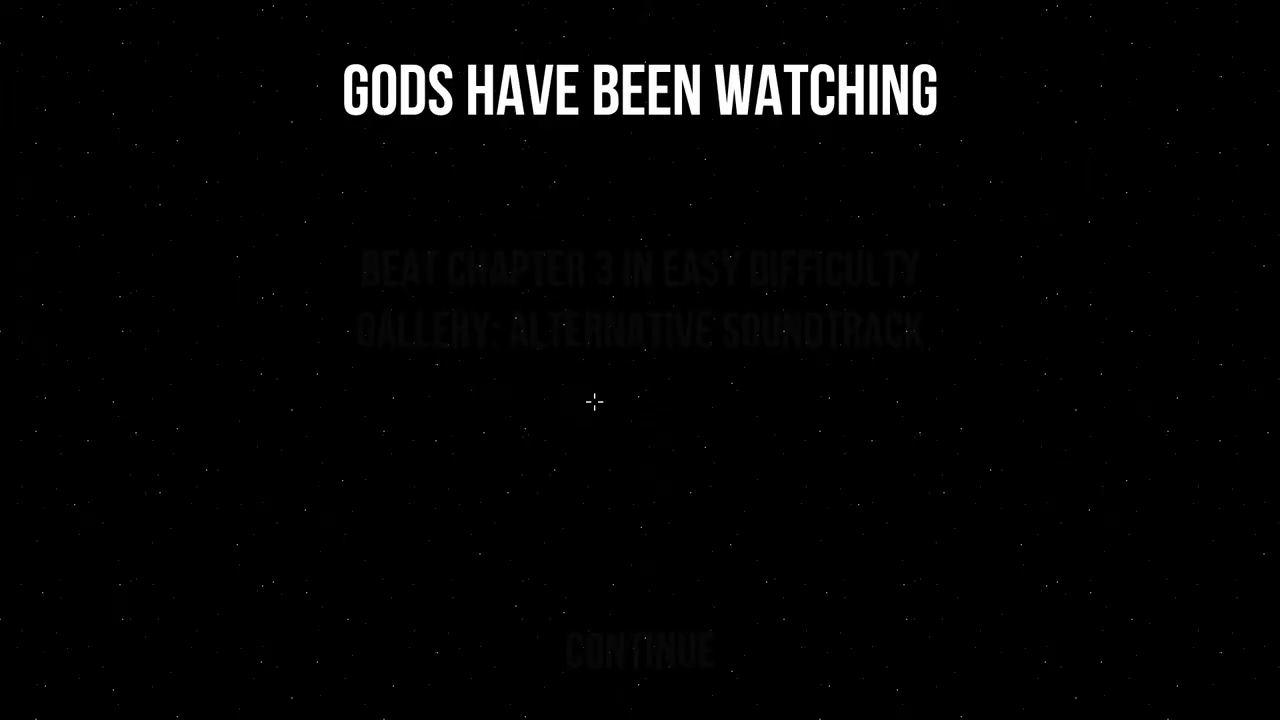 GODS HAVE BEEN WATCHING
BEAT CHAPTER 3 IN EASY DIFFICULTY
GALLERY: ALTERNATIVE SOUNDTRACK
CONTINUE